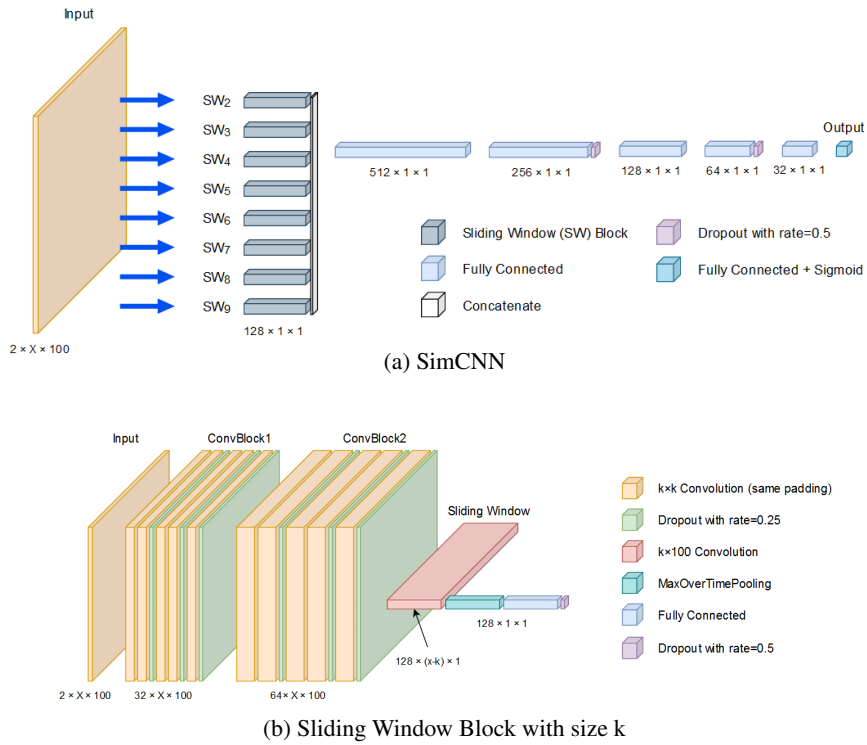 Input
SW2
SW3
SW4
SW5
SW6
SW7
SW8
SW9
2 × X × 100
128 × 1 × 1
512 × 1 × 1
256 × 1 × 1
128 × 1 × 1
64 × 1 × 1
32 × 1 × 1
Output
Sliding Window (SW) Block
Fully Connected
Concatenate
Dropout with rate=0.5
Fully Connected + Sigmoid
(a) SimCNN
Input
ConvBlock1
ConvBlock2
Sliding Window
2 × X × 100
32 × X × 100
64 × X × 100
128 × (x-k) × 1
128 × 1 × 1
k×k Convolution (same padding)
Dropout with rate=0.25
k×100 Convolution
MaxOverTimePooling
Fully Connected
Dropout with rate=0.5
(b) Sliding Window Block with size k